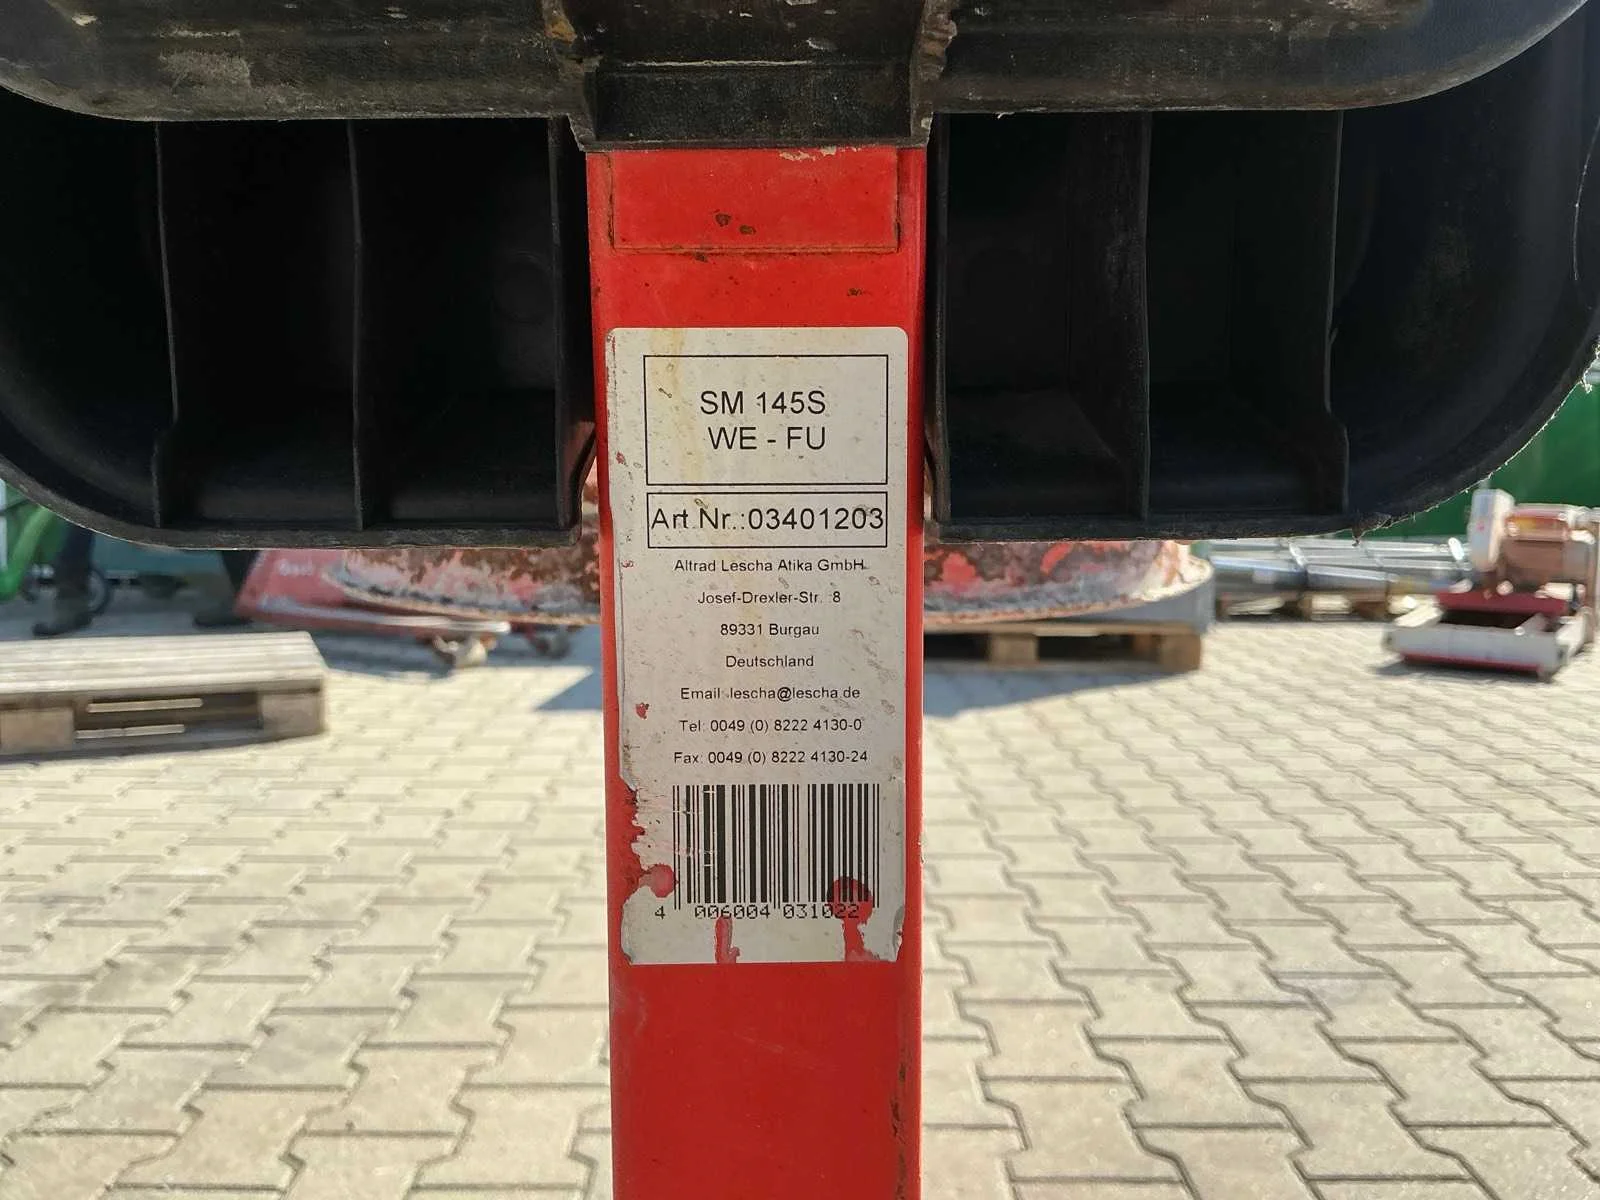 SM 145S
WE - FU
Art.Nr.:03401203
Altrad Lescha Atika GmbH
Josef-Drexler-Str. 8
89331 Burgau
Deutschland
Email: lescha@lescha.de
Tel: 0049 (0) 8222 4130-0
Fax: 0049 (0) 8222 4130-24
4 006004 031022